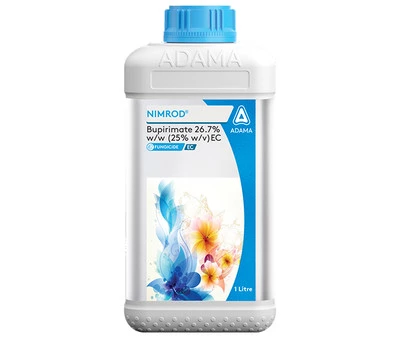 ADAMA
NIMROD®
Bupirimate 26.7%
w/w (25% w/v)EC
FUNGICIDE EC
ADAMA
1 Litre